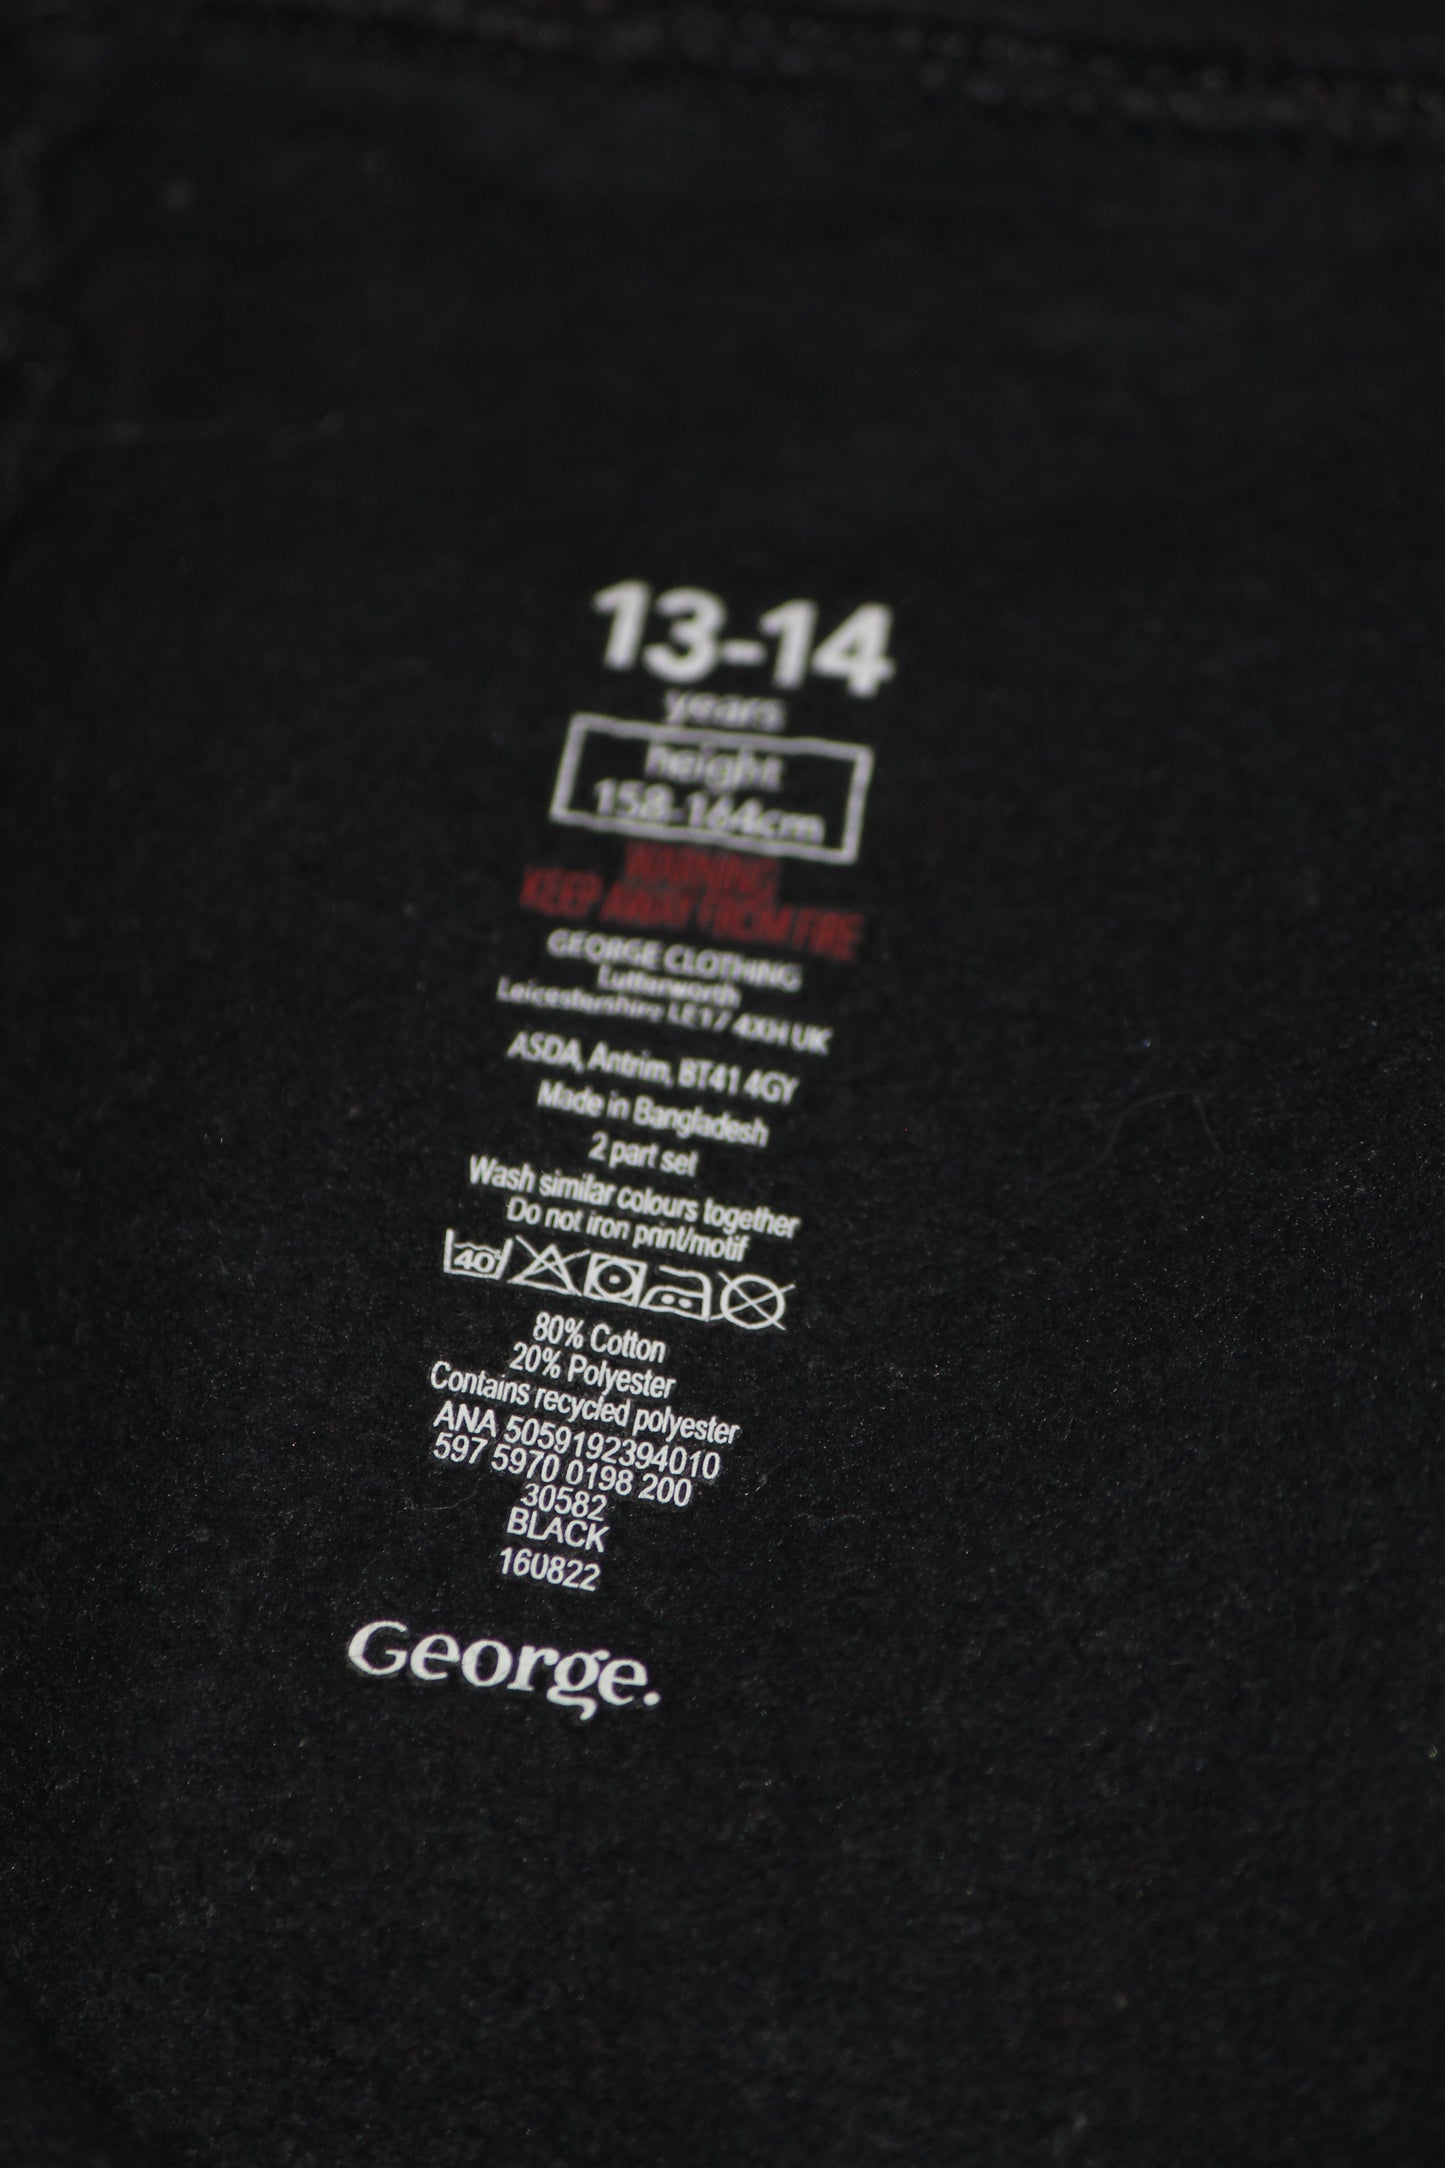 13-14
years
height
158-164cm
WARNING
KEEP AWAY FROM FIRE
GEORGE CLOTHING
Lutterworth
Leicestershire LE17 4XH UK
ASDA, Antrim, BT41 4GY
Made in Bangladesh
2 part set
Wash similar colours together
Do not iron print/motif
40
80% Cotton
20% Polyester
Contains recycled polyester
ANA 5059192394010
597 5970 0198 200
30582
BLACK
160822
George.